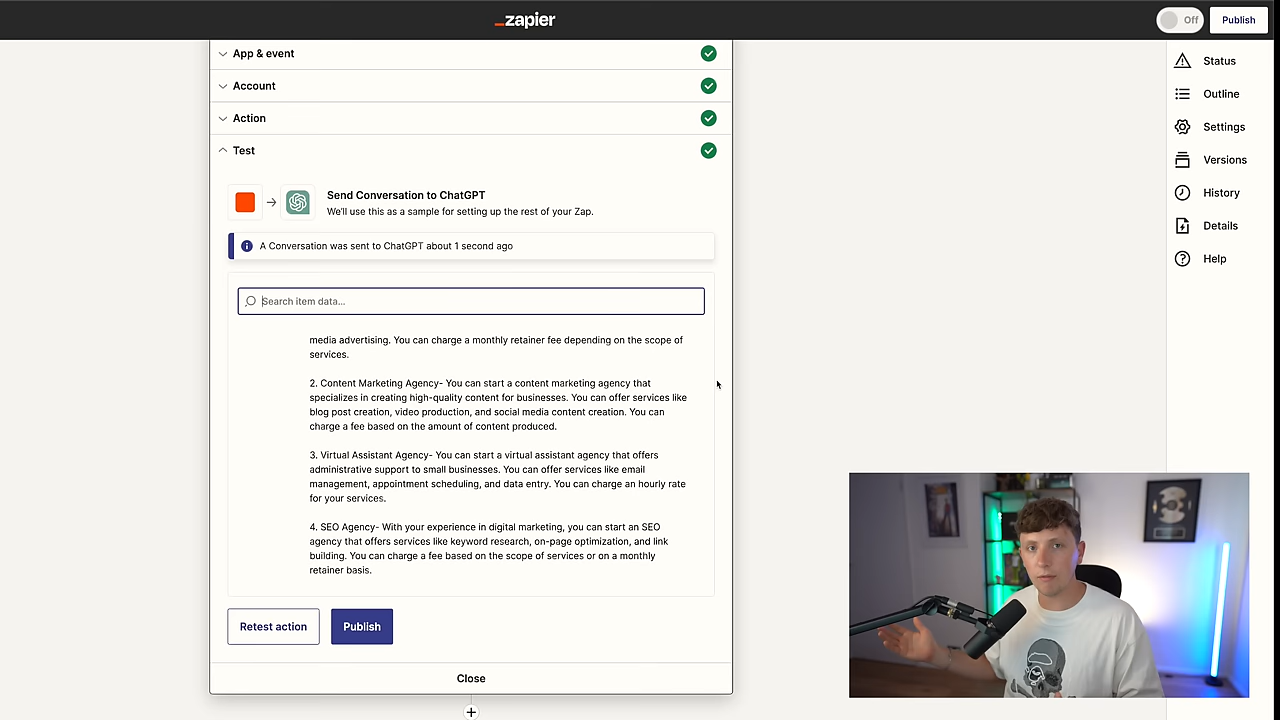 _zapier
Off
Publish
App & event
Account
Action
Test
Send Conversation to ChatGPT
We'll use this as a sample for setting up the rest of your Zap.
A Conversation was sent to ChatGPT about 1 second ago
Search item data...
media advertising. You can charge a monthly retainer fee depending on the scope of
services.
2. Content Marketing Agency- You can start a content marketing agency that
specializes in creating high-quality content for businesses. You can offer services like
blog post creation, video production, and social media content creation. You can
charge a fee based on the amount of content produced.
3. Virtual Assistant Agency- You can start a virtual assistant agency that offers
administrative support to small businesses. You can offer services like email
management, appointment scheduling, and data entry. You can charge an hourly rate
for your services.
4. SEO Agency- With your experience in digital marketing, you can start an SEO
agency that offers services like keyword research, on-page optimization, and link
building. You can charge a fee based on the scope of services or on a monthly
retainer basis.
Retest action
Publish
Close
Status
Outline
Settings
Versions
History
Details
Help